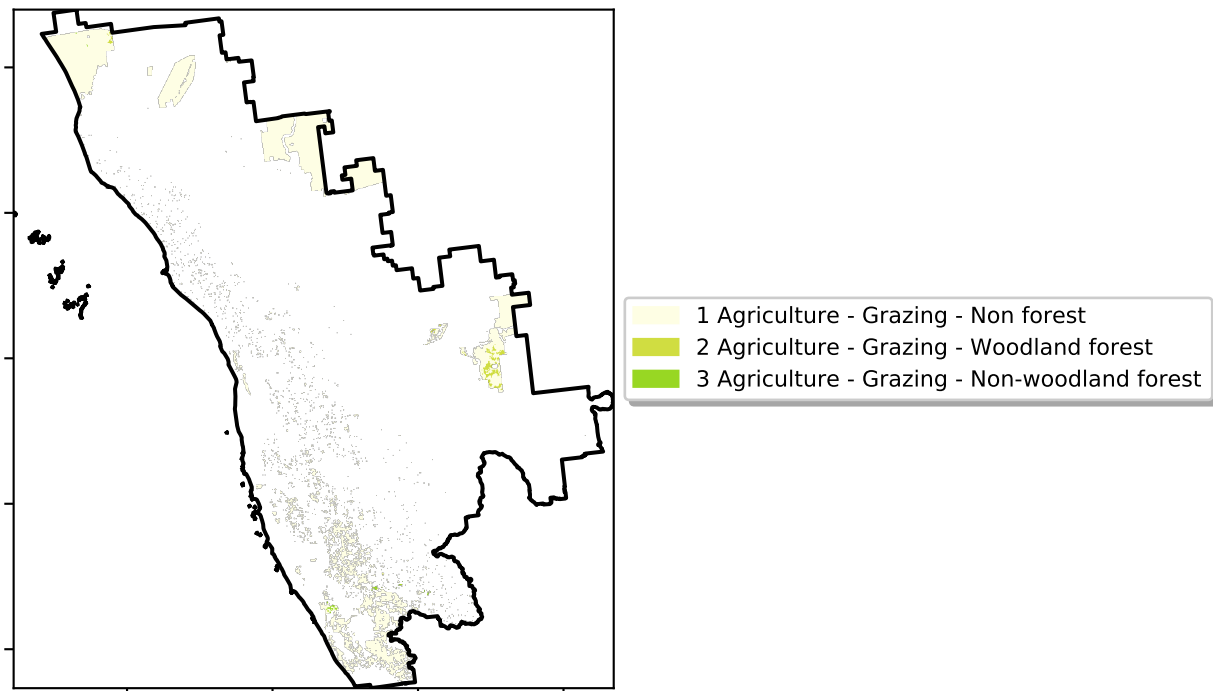 1 Agriculture - Grazing - Non forest
2 Agriculture - Grazing - Woodland forest
3 Agriculture - Grazing - Non-woodland forest